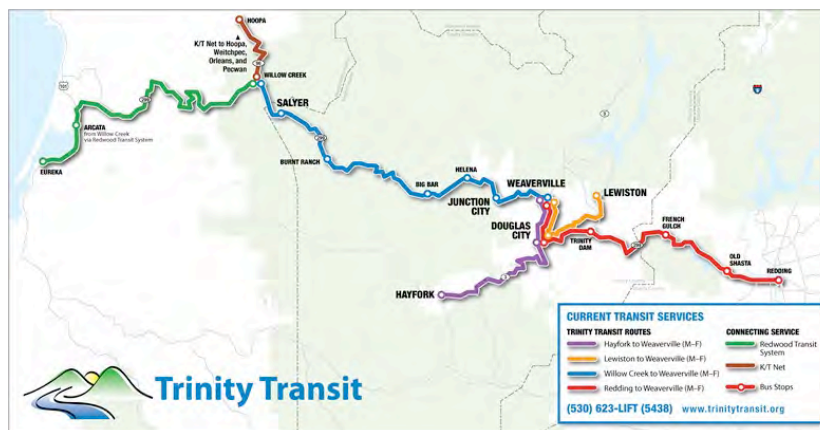 HOOPA
K/T Net to Hoopa,
Weitchpec,
Orleans, and
Pecwan
WILLOW CREEK
SALYER
ARCATA
from Willow Creek
via Redwood Transit System
EUREKA
BURNT RANCH
HELENA
BIG BAR
WEAVERVILLE
LEWISTON
JUNCTION
CITY
DOUGLAS
CITY
TRINITY
DAM
FRENCH
GULCH
OLD
SHASTA
REDDING
HAYFORK
CURRENT TRANSIT SERVICES
TRINITY TRANSIT ROUTES
Hayfork to Weaverville (M–F)
Lewiston to Weaverville (M–F)
Willow Creek to Weaverville (M–F)
Redding to Weaverville (M–F)
CONNECTING SERVICE
Redwood Transit
System
K/T Net
Bus Stops
(530) 623-LIFT (5438) www.trinitytransit.org
Trinity Transit